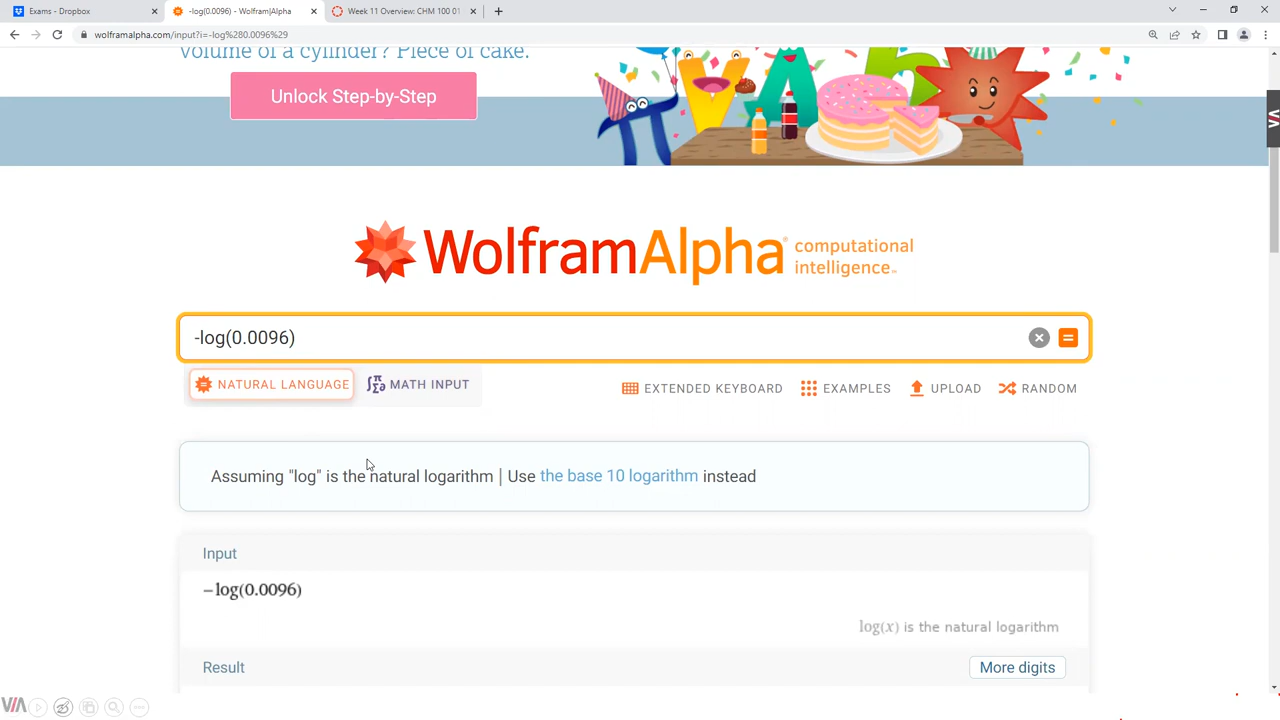 Exams - Dropbox
-log(0.0096) - Wolfram|Alpha
Week 11 Overview: CHM 100 01
wolframalpha.com/input?i=-log%280.0096%29
volume of a cylinder? Piece of cake.
Unlock Step-by-Step
WolframAlpha computational intelligence™
-log(0.0096)
NATURAL LANGUAGE
MATH INPUT
EXTENDED KEYBOARD
EXAMPLES
UPLOAD
RANDOM
Assuming "log" is the natural logarithm | Use the base 10 logarithm instead
Input
−log(0.0096)
log(x) is the natural logarithm
Result
More digits
VIA